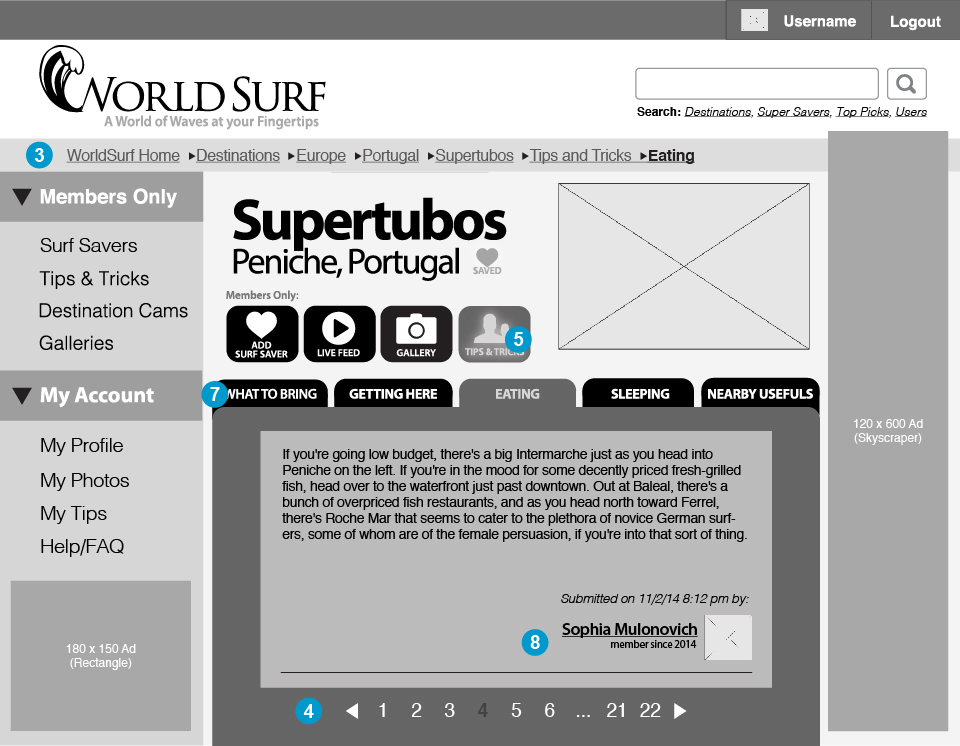 Username Logout
WORLD SURF
A World of Waves at your Fingertips
Search: Destinations, Super Savers, Top Picks, Users
3 WorldSurf Home ▸Destinations ▸Europe ▸Portugal ▸Supertubos ▸Tips and Tricks ▸Eating
Members Only
Surf Savers
Tips & Tricks
Destination Cams
Galleries
My Account
My Profile
My Photos
My Tips
Help/FAQ
180 x 150 Ad
(Rectangle)
Supertubos
Peniche, Portugal
SAVED
Members Only:
ADD
SURF SAVER
LIVE FEED
GALLERY
TIPS & TRICKS
5
7
WHAT TO BRING
GETTING HERE
EATING
SLEEPING
NEARBY USEFULS
If you're going low budget, there's a big Intermarche just as you head into
Peniche on the left. If you're in the mood for some decently priced fresh-grilled
fish, head over to the waterfront just past downtown. Out at Baleal, there's a
bunch of overpriced fish restaurants, and as you head north toward Ferrel,
there's Roche Mar that seems to cater to the plethora of novice German surf-
ers, some of whom are of the female persuasion, if you're into that sort of thing.
Submitted on 11/2/14 8:12 pm by:
8
Sophia Mulonovich
member since 2014
4
1 2 3 4 5 6 ... 21 22
120 x 600 Ad
(Skyscraper)